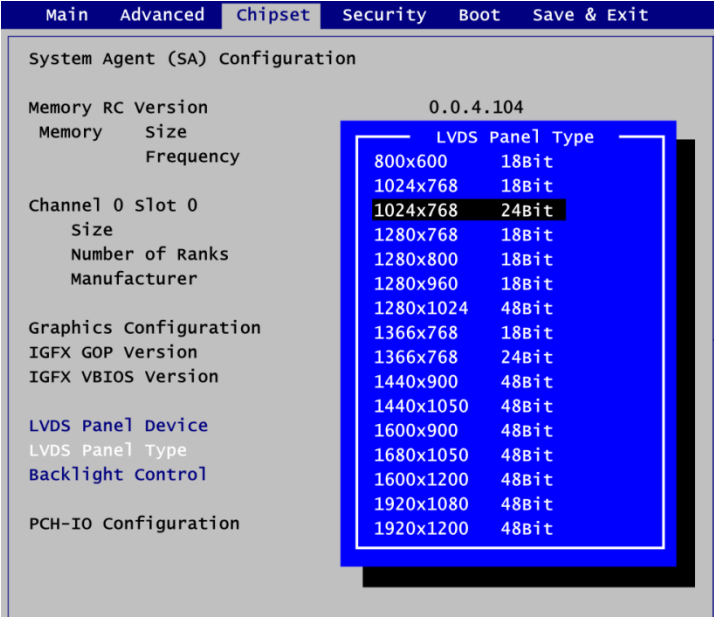 Main Advanced Chipset Security Boot Save & Exit
System Agent (SA) Configuration
Memory RC Version 0.0.4.104
Memory Size
Frequency
Channel 0 Slot 0
Size
Number of Ranks
Manufacturer
Graphics Configuration
IGFX GOP Version
IGFX VBIOS Version
LVDS Panel Device
LVDS Panel Type
Backlight Control
PCH-IO Configuration
LVDS Panel Type
800x600 18Bit
1024x768 18Bit
1024x768 24Bit
1280x768 18Bit
1280x800 18Bit
1280x960 18Bit
1280x1024 48Bit
1366x768 18Bit
1366x768 24Bit
1440x900 48Bit
1440x1050 48Bit
1600x900 48Bit
1680x1050 48Bit
1600x1200 48Bit
1920x1080 48Bit
1920x1200 48Bit